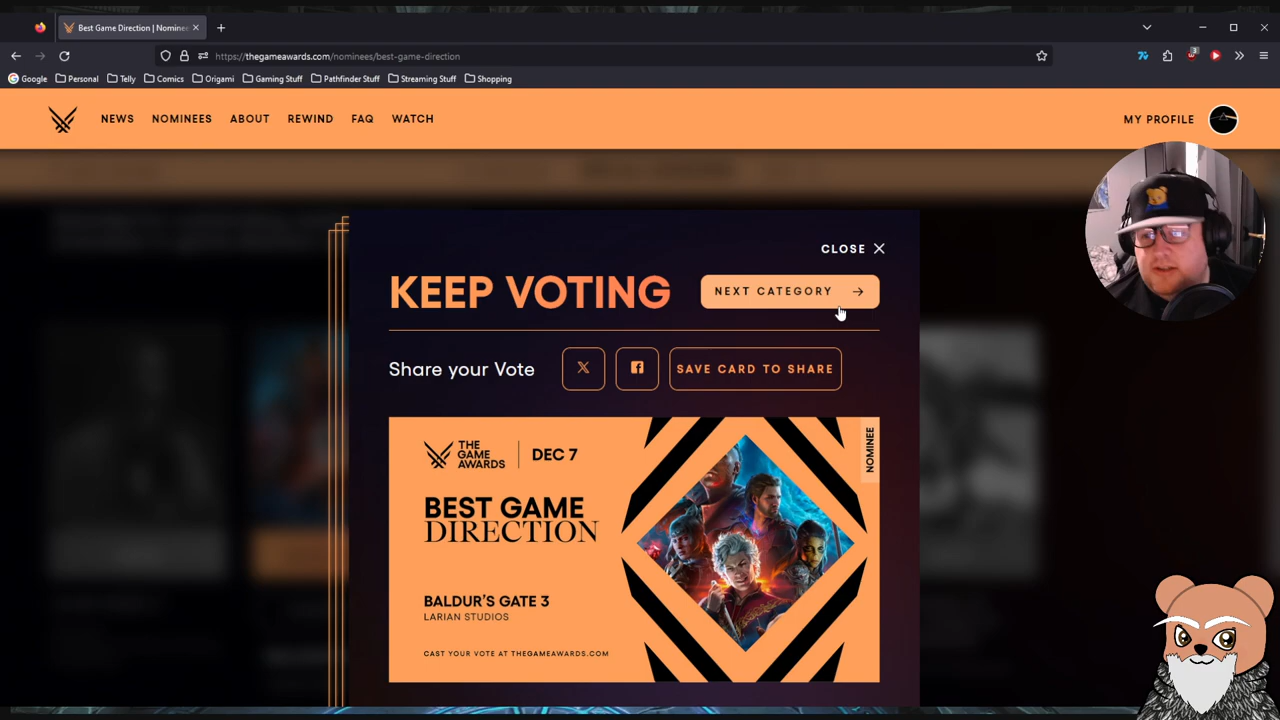 Best Game Direction | Nomine
https://thegameawards.com/nominees/best-game-direction
3
Google Personal Telly Comics Origami Gaming Stuff Pathfinder Stuff Streaming Stuff Shopping
NEWS NOMINEES ABOUT REWIND FAQ WATCH MY PROFILE
CLOSE
KEEP VOTING NEXT CATEGORY
Share your Vote SAVE CARD TO SHARE
THE
GAME
AWARDS
DEC 7
NOMINEE
BEST GAME
DIRECTION
BALDUR'S GATE 3
LARIAN STUDIOS
CAST YOUR VOTE AT THEGAMEAWARDS.COM